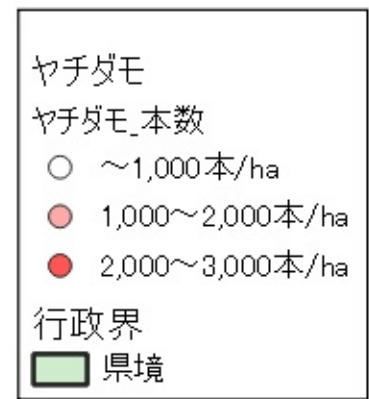 ヤチダモ
ヤチダモ_本数
～1,000本/ha
1,000～2,000本/ha
2,000～3,000本/ha
行政界
県境